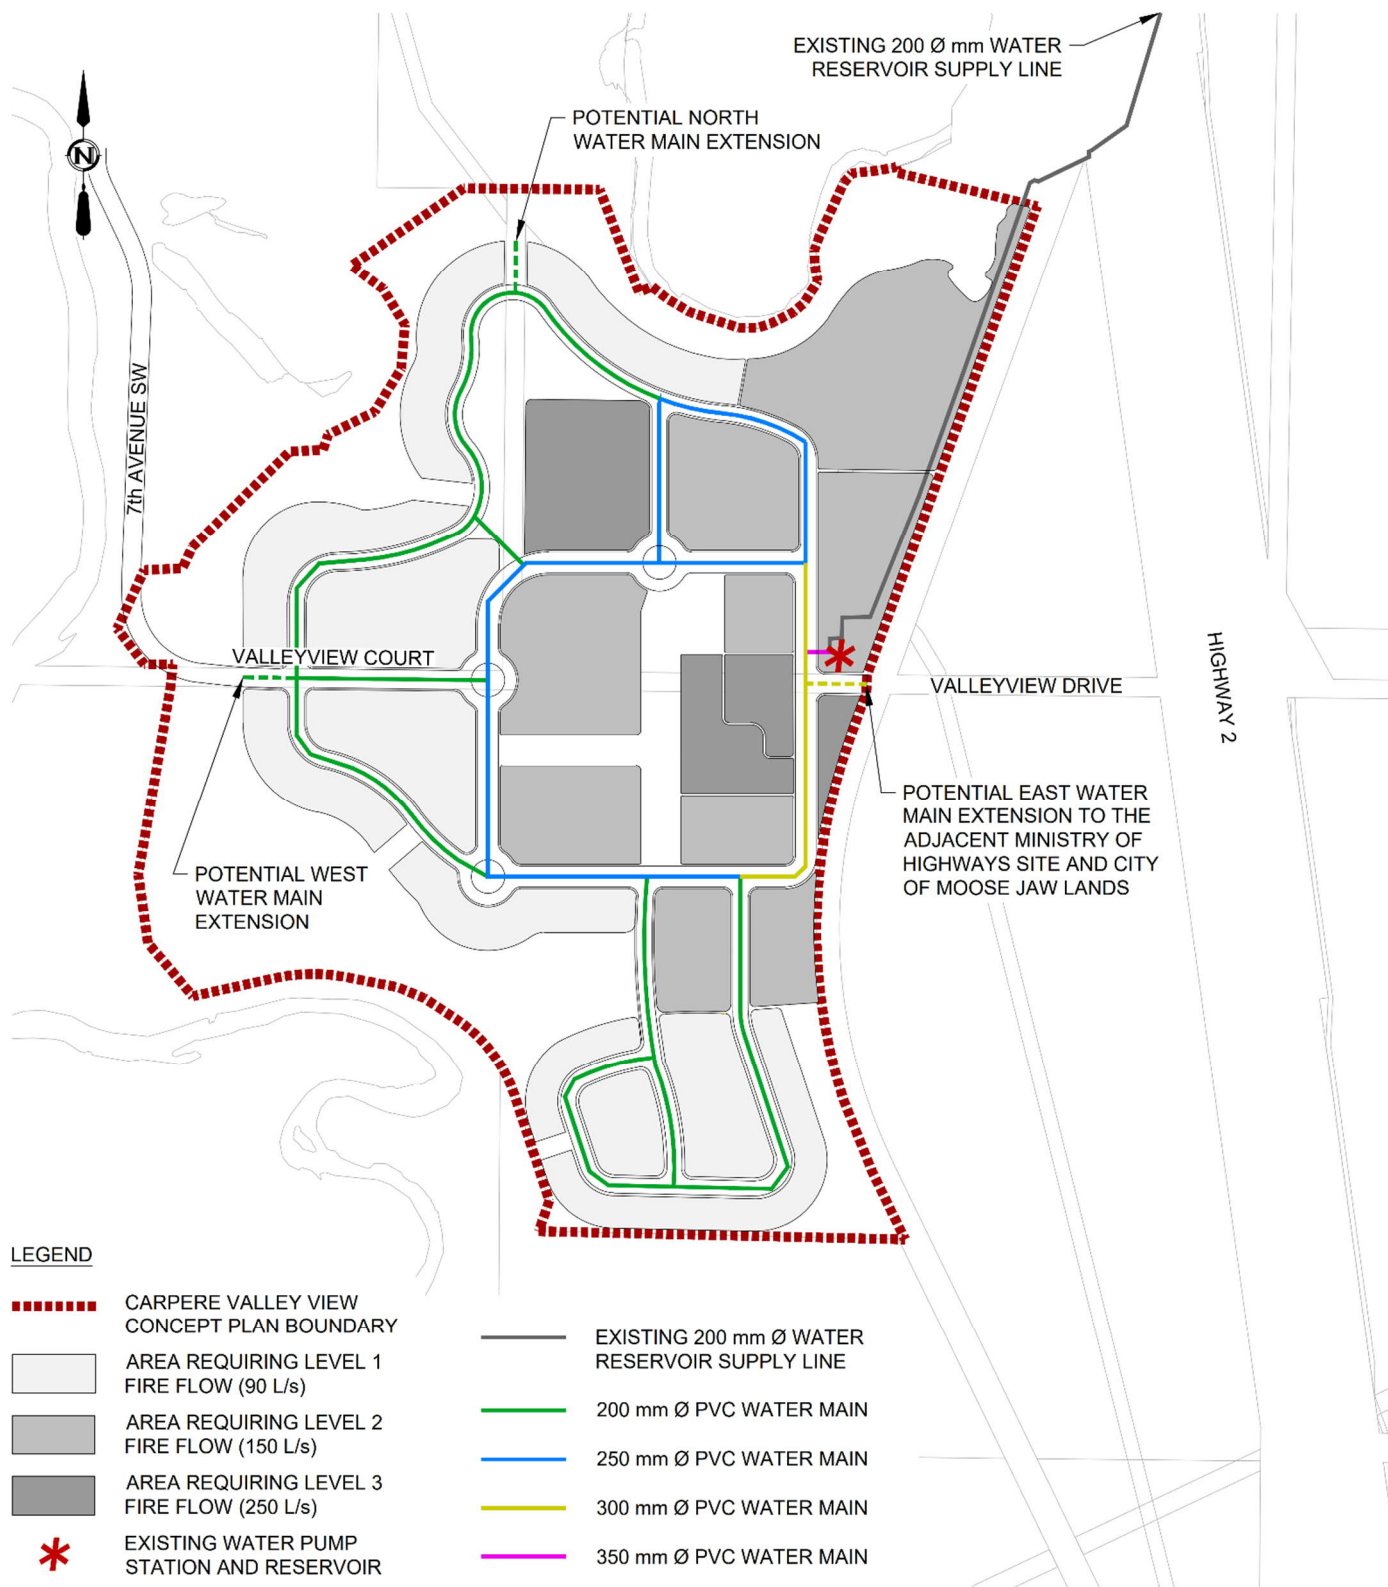 EXISTING 200 Ø mm WATER
RESERVOIR SUPPLY LINE
POTENTIAL NORTH
WATER MAIN EXTENSION
N
7th AVENUE SW
VALLEYVIEW COURT
HIGHWAY 2
VALLEYVIEW DRIVE
POTENTIAL EAST WATER
MAIN EXTENSION TO THE
ADJACENT MINISTRY OF
HIGHWAYS SITE AND CITY
OF MOOSE JAW LANDS
POTENTIAL WEST
WATER MAIN
EXTENSION
LEGEND
CARPERE VALLEY VIEW
CONCEPT PLAN BOUNDARY
AREA REQUIRING LEVEL 1
FIRE FLOW (90 L/s)
AREA REQUIRING LEVEL 2
FIRE FLOW (150 L/s)
AREA REQUIRING LEVEL 3
FIRE FLOW (250 L/s)
EXISTING WATER PUMP
STATION AND RESERVOIR
EXISTING 200 mm Ø WATER
RESERVOIR SUPPLY LINE
200 mm Ø PVC WATER MAIN
250 mm Ø PVC WATER MAIN
300 mm Ø PVC WATER MAIN
350 mm Ø PVC WATER MAIN